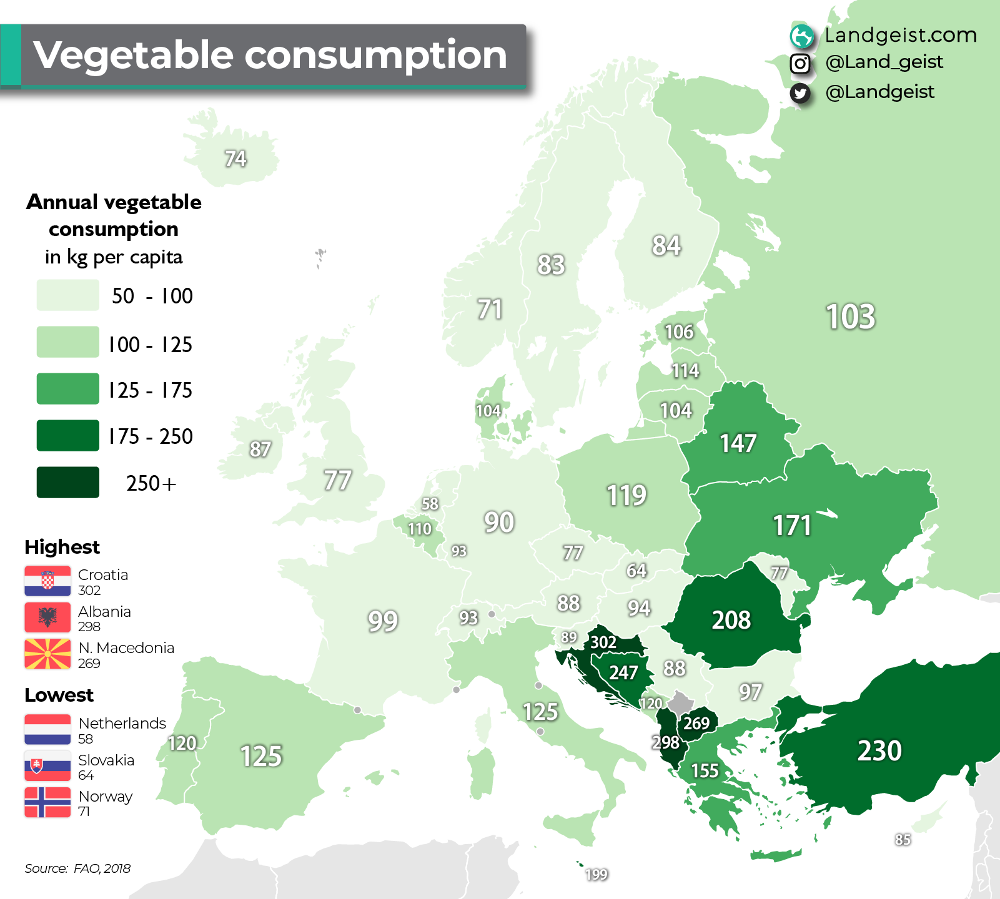 Vegetable consumption
Landgeist.com
@Land_geist
@Landgeist
Annual vegetable
consumption
in kg per capita
50 - 100
100 - 125
125 - 175
175 - 250
250+
Highest
Croatia
302
Albania
298
N. Macedonia
269
Lowest
Netherlands
58
Slovakia
64
Norway
71
Source: FAO, 2018
74
83
84
71
103
106
114
104
104
147
87
77
58
110
90
119
171
93
77
64
77
88
94
99
93
208
89
302
247
88
97
120
125
269
298
120
125
230
155
85
199